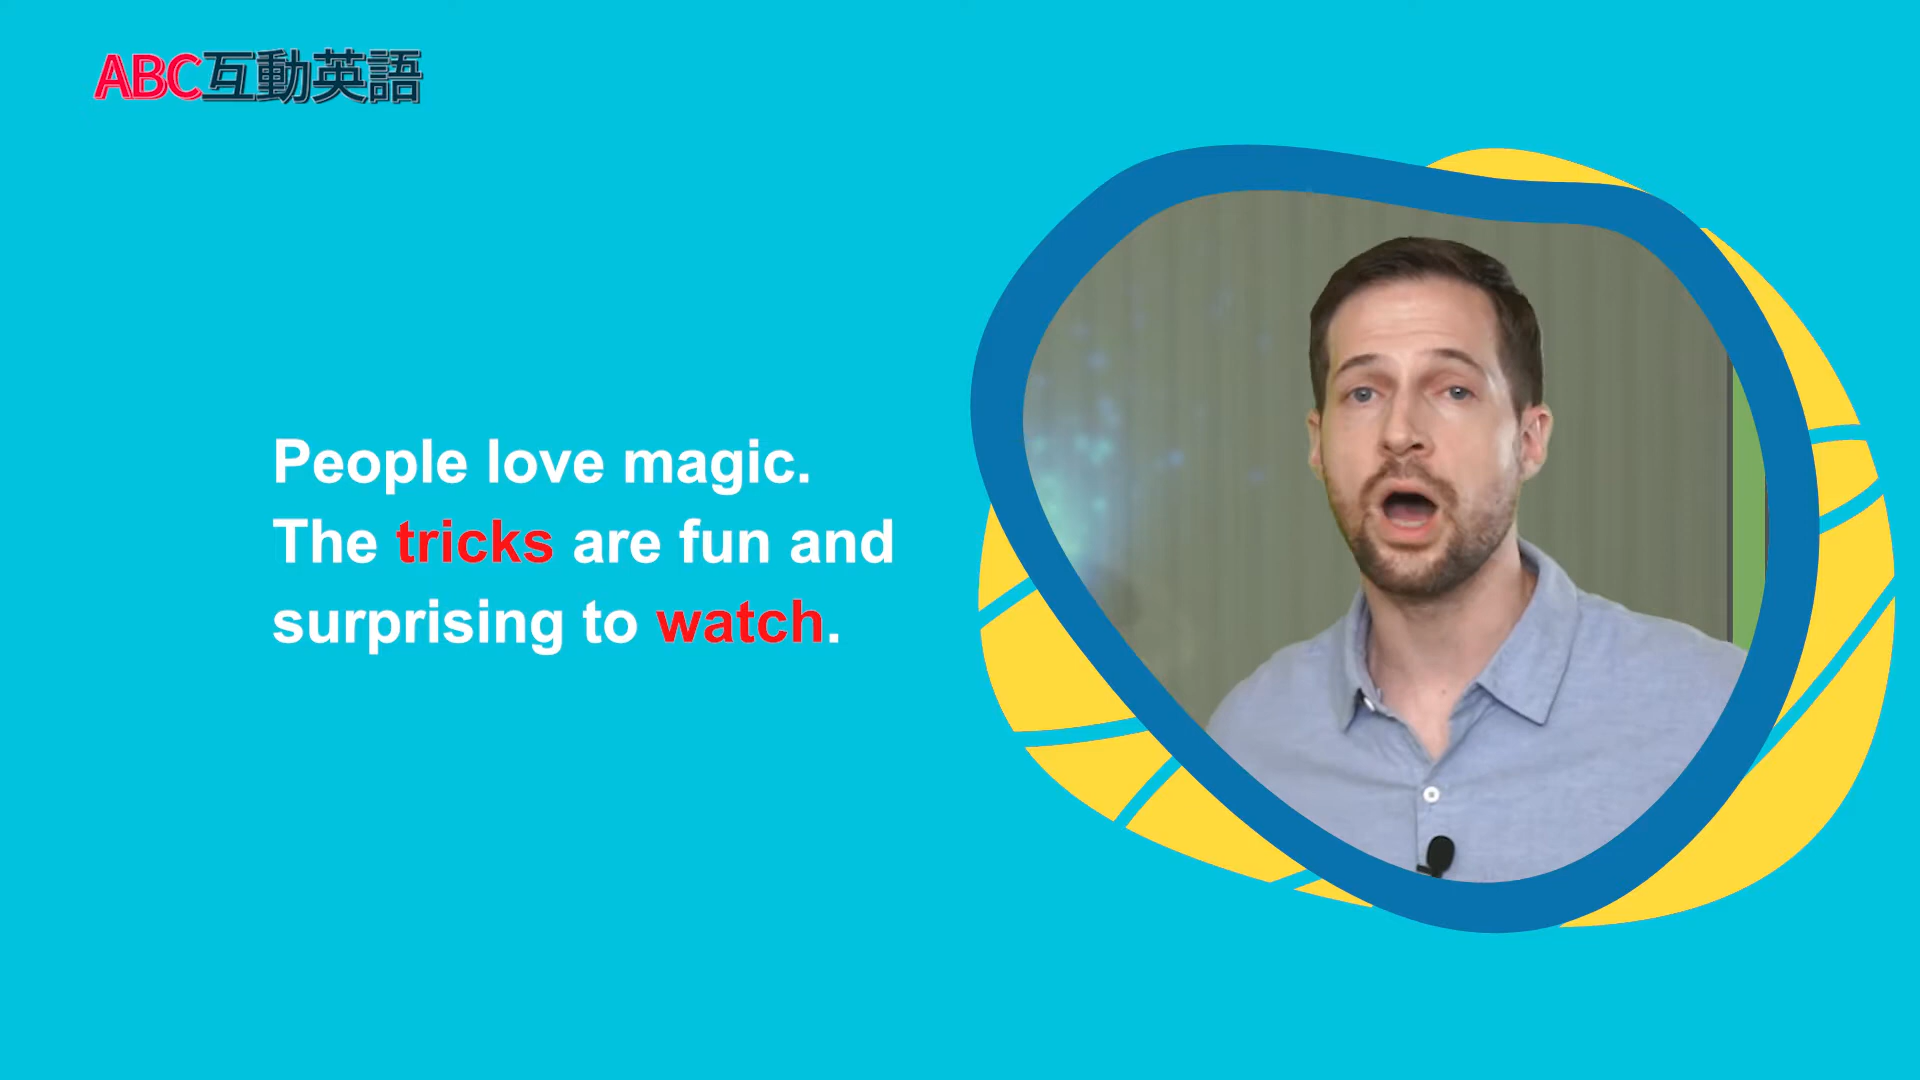 ABC互動英語
People love magic.
The tricks are fun and
surprising to watch.